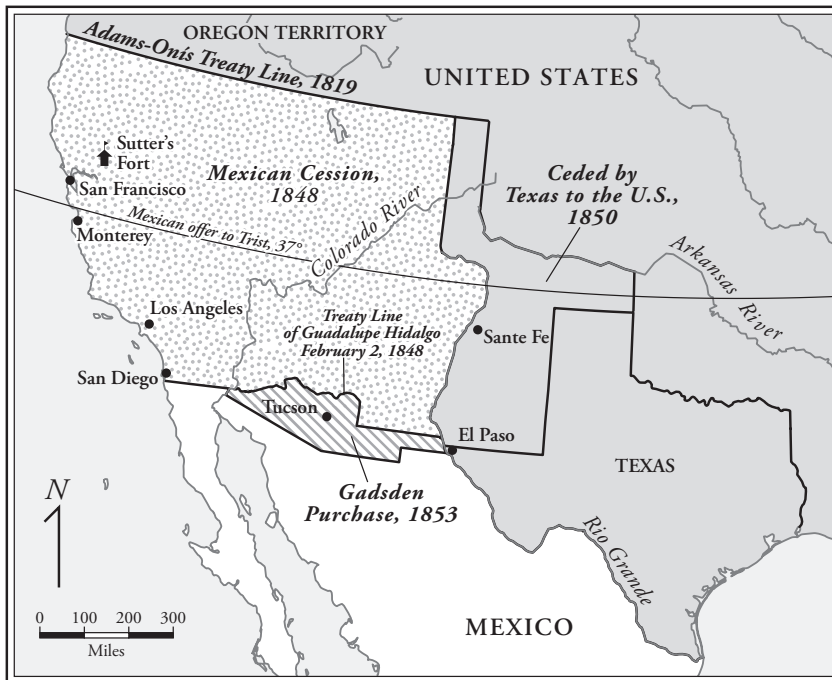 OREGON TERRITORY
Adams-Onís Treaty Line, 1819
UNITED STATES
Sutter's
Fort
Mexican Cession,
1848
Ceded by
Texas to the U.S.,
1850
San Francisco
Mexican offer to Trist, 37°
Monterey
Colorado River
Arkansas
River
Los Angeles
Treaty Line
of Guadalupe Hidalgo
February 2, 1848
Sante Fe
San Diego
Tucson
El Paso
TEXAS
Gadsden
Purchase, 1853
N
Rio Grande
0 100 200 300
Miles
MEXICO